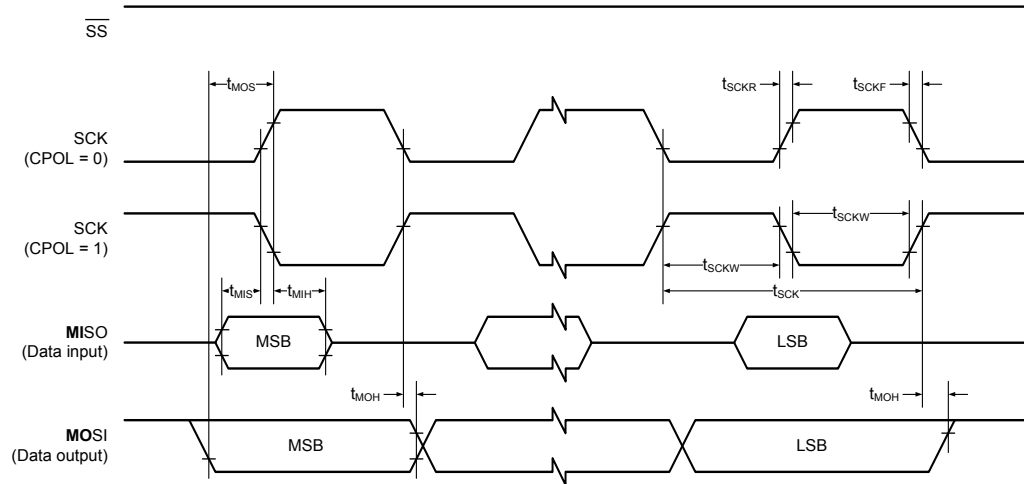 SS
tMOS
tSCKR
tSCKF
SCK
(CPOL = 0)
SCK
(CPOL = 1)
tSCKW
tSCKW
tSCK
tMIS
tMIH
MISO
(Data input)
MSB
LSB
tMOH
tMOH
MOSI
(Data output)
MSB
LSB